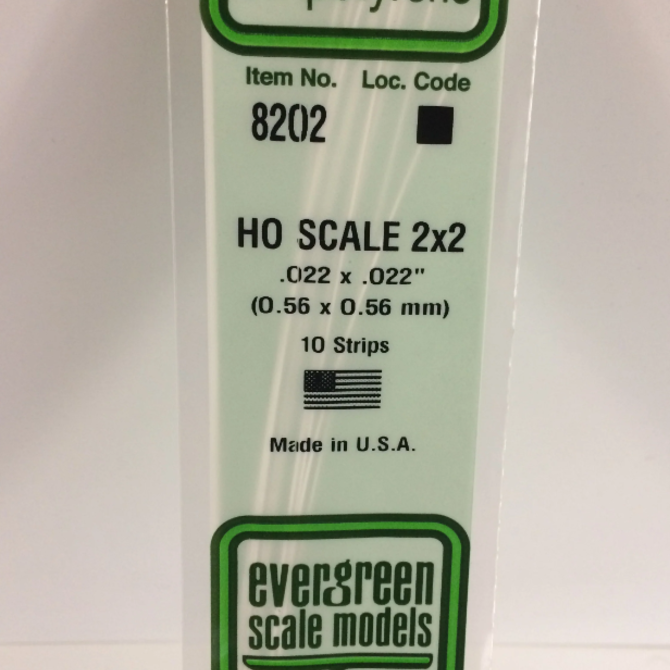 Item No. Loc. Code
8202
HO SCALE 2x2
.022 x .022"
(0.56 x 0.56 mm)
10 Strips
Made in U.S.A.
evergreen
scale models